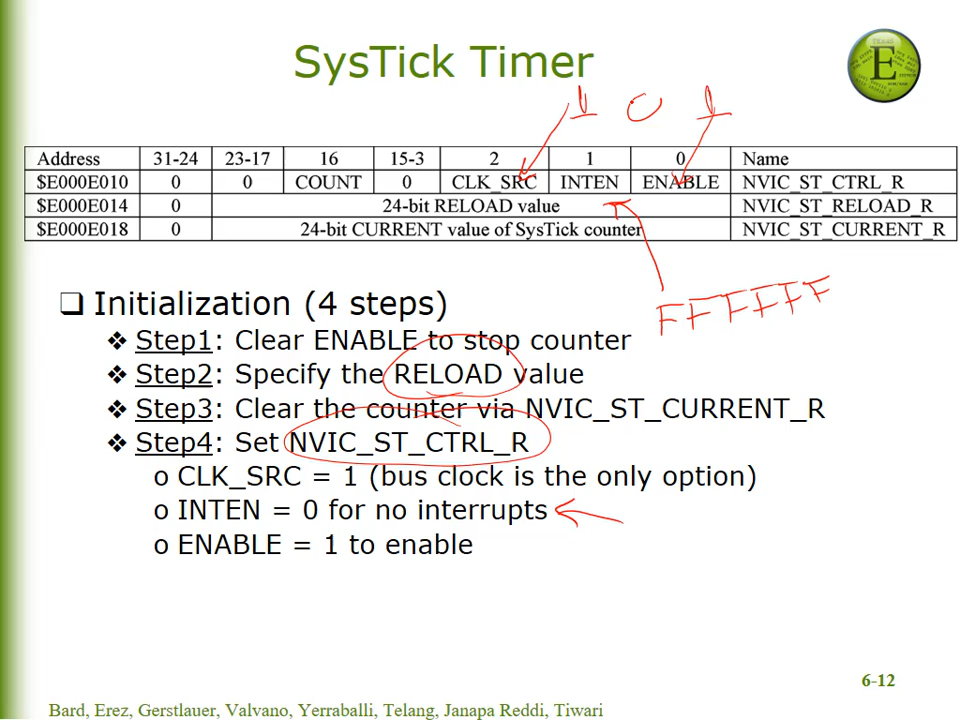 SysTick Timer
TEXAS
E
1 0 1
Address 31-24 23-17 16 15-3 2 1 0 Name
$E000E010 0 0 COUNT 0 CLK_SRC INTEN ENABLE NVIC_ST_CTRL_R
$E000E014 0 24-bit RELOAD value NVIC_ST_RELOAD_R
$E000E018 0 24-bit CURRENT value of SysTick counter NVIC_ST_CURRENT_R
FFFFFF
❑ Initialization (4 steps)
❖ Step1: Clear ENABLE to stop counter
❖ Step2: Specify the RELOAD value
❖ Step3: Clear the counter via NVIC_ST_CURRENT_R
❖ Step4: Set NVIC_ST_CTRL_R
o CLK_SRC = 1 (bus clock is the only option)
o INTEN = 0 for no interrupts
o ENABLE = 1 to enable
6-12
Bard, Erez, Gerstlauer, Valvano, Yerraballi, Telang, Janapa Reddi, Tiwari